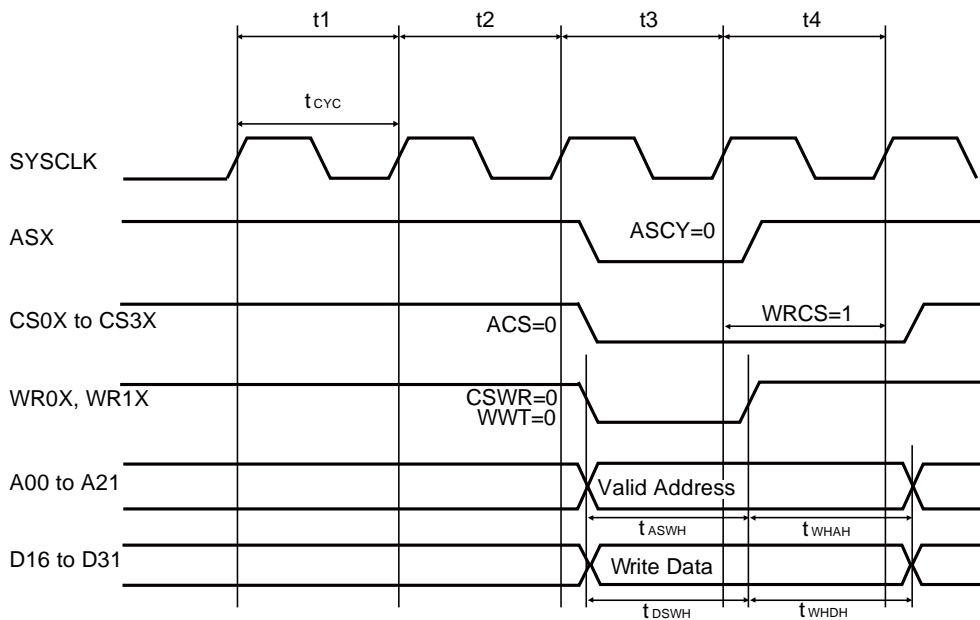 t1 t2 t3 t4
tCYC
SYSCLK
ASX ASCY=0
CS0X to CS3X ACS=0 WRCS=1
WR0X, WR1X CSWR=0
WWT=0
A00 to A21 Valid Address
tASWH tWHAH
D16 to D31 Write Data
tDSWH tWHDH